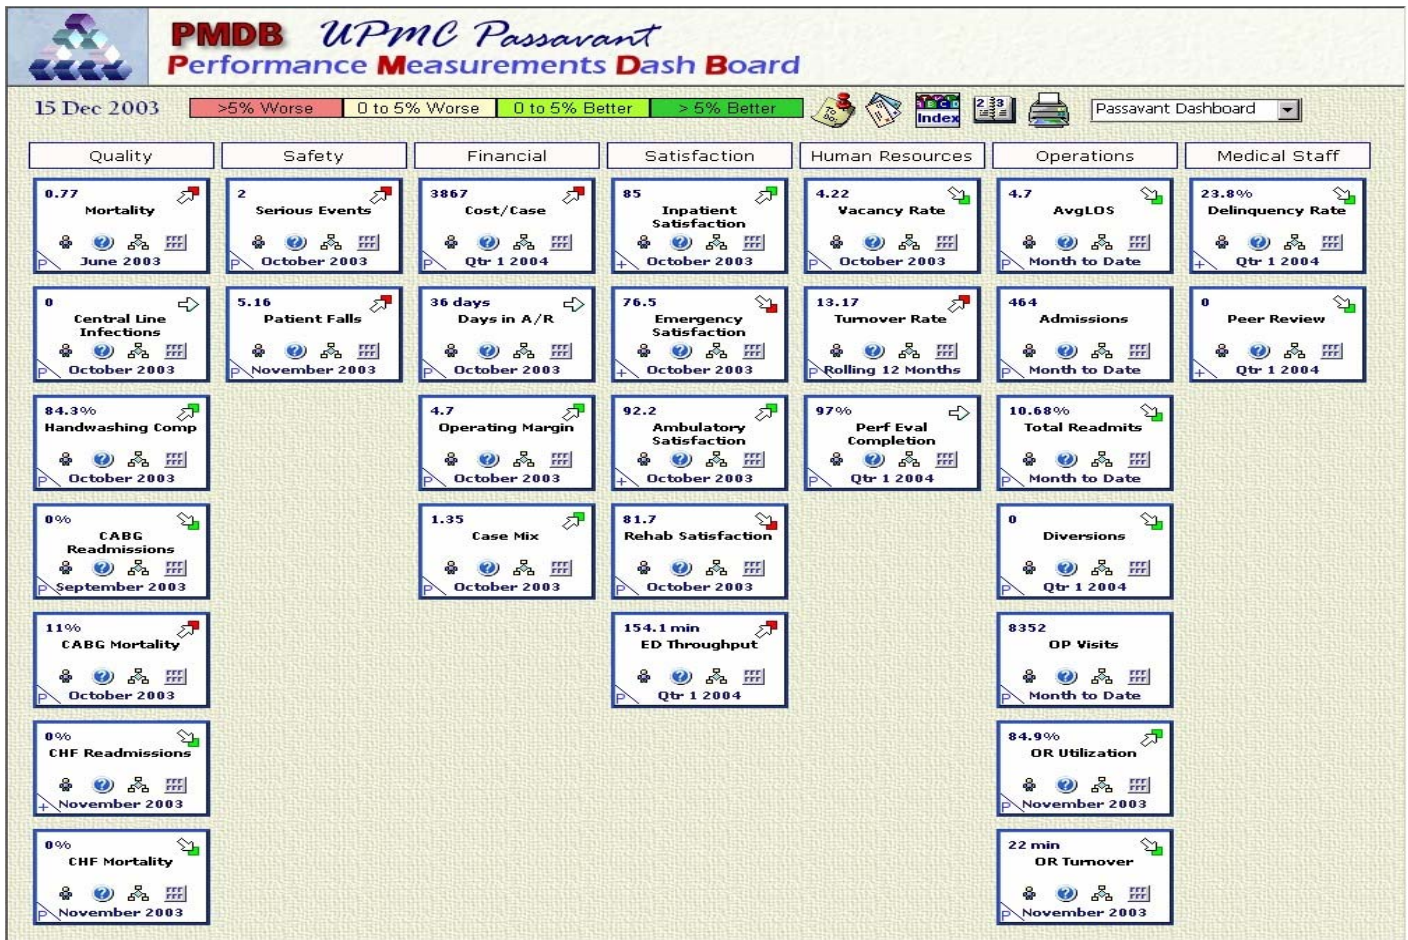 PMDB UPMC Passavant
Performance Measurements Dash Board
15 Dec 2003
>5% Worse
0 to 5% Worse
0 to 5% Better
> 5% Better
Index
2 3
Passavant Dashboard
Quality
Safety
Financial
Satisfaction
Human Resources
Operations
Medical Staff
0.77
Mortality
P
June 2003
2
Serious Events
P
October 2003
3867
Cost/Case
P
Qtr 1 2004
85
Inpatient
Satisfaction
+
October 2003
4.22
Vacancy Rate
P
October 2003
4.7
AvgLOS
P
Month to Date
23.8%
Delinquency Rate
+
Qtr 1 2004
0
Central Line
Infections
P
October 2003
5.16
Patient Falls
P
November 2003
36 days
Days in A/R
P
October 2003
76.5
Emergency
Satisfaction
+
October 2003
13.17
Turnover Rate
P
Rolling 12 Months
464
Admissions
P
Month to Date
0
Peer Review
+
Qtr 1 2004
84.3%
Handwashing Comp
P
October 2003
4.7
Operating Margin
P
October 2003
92.2
Ambulatory
Satisfaction
+
October 2003
97%
Perf Eval
Completion
P
Qtr 1 2004
10.68%
Total Readmits
P
Month to Date
0%
CABG
Readmissions
P
September 2003
1.35
Case Mix
P
October 2003
81.7
Rehab Satisfaction
P
October 2003
0
Diversions
P
Qtr 1 2004
11%
CABG Mortality
P
October 2003
154.1 min
ED Throughput
P
Qtr 1 2004
8352
OP Visits
P
Month to Date
0%
CHF Readmissions
+
November 2003
84.9%
OR Utilization
P
November 2003
0%
CHF Mortality
P
November 2003
22 min
OR Turnover
P
November 2003